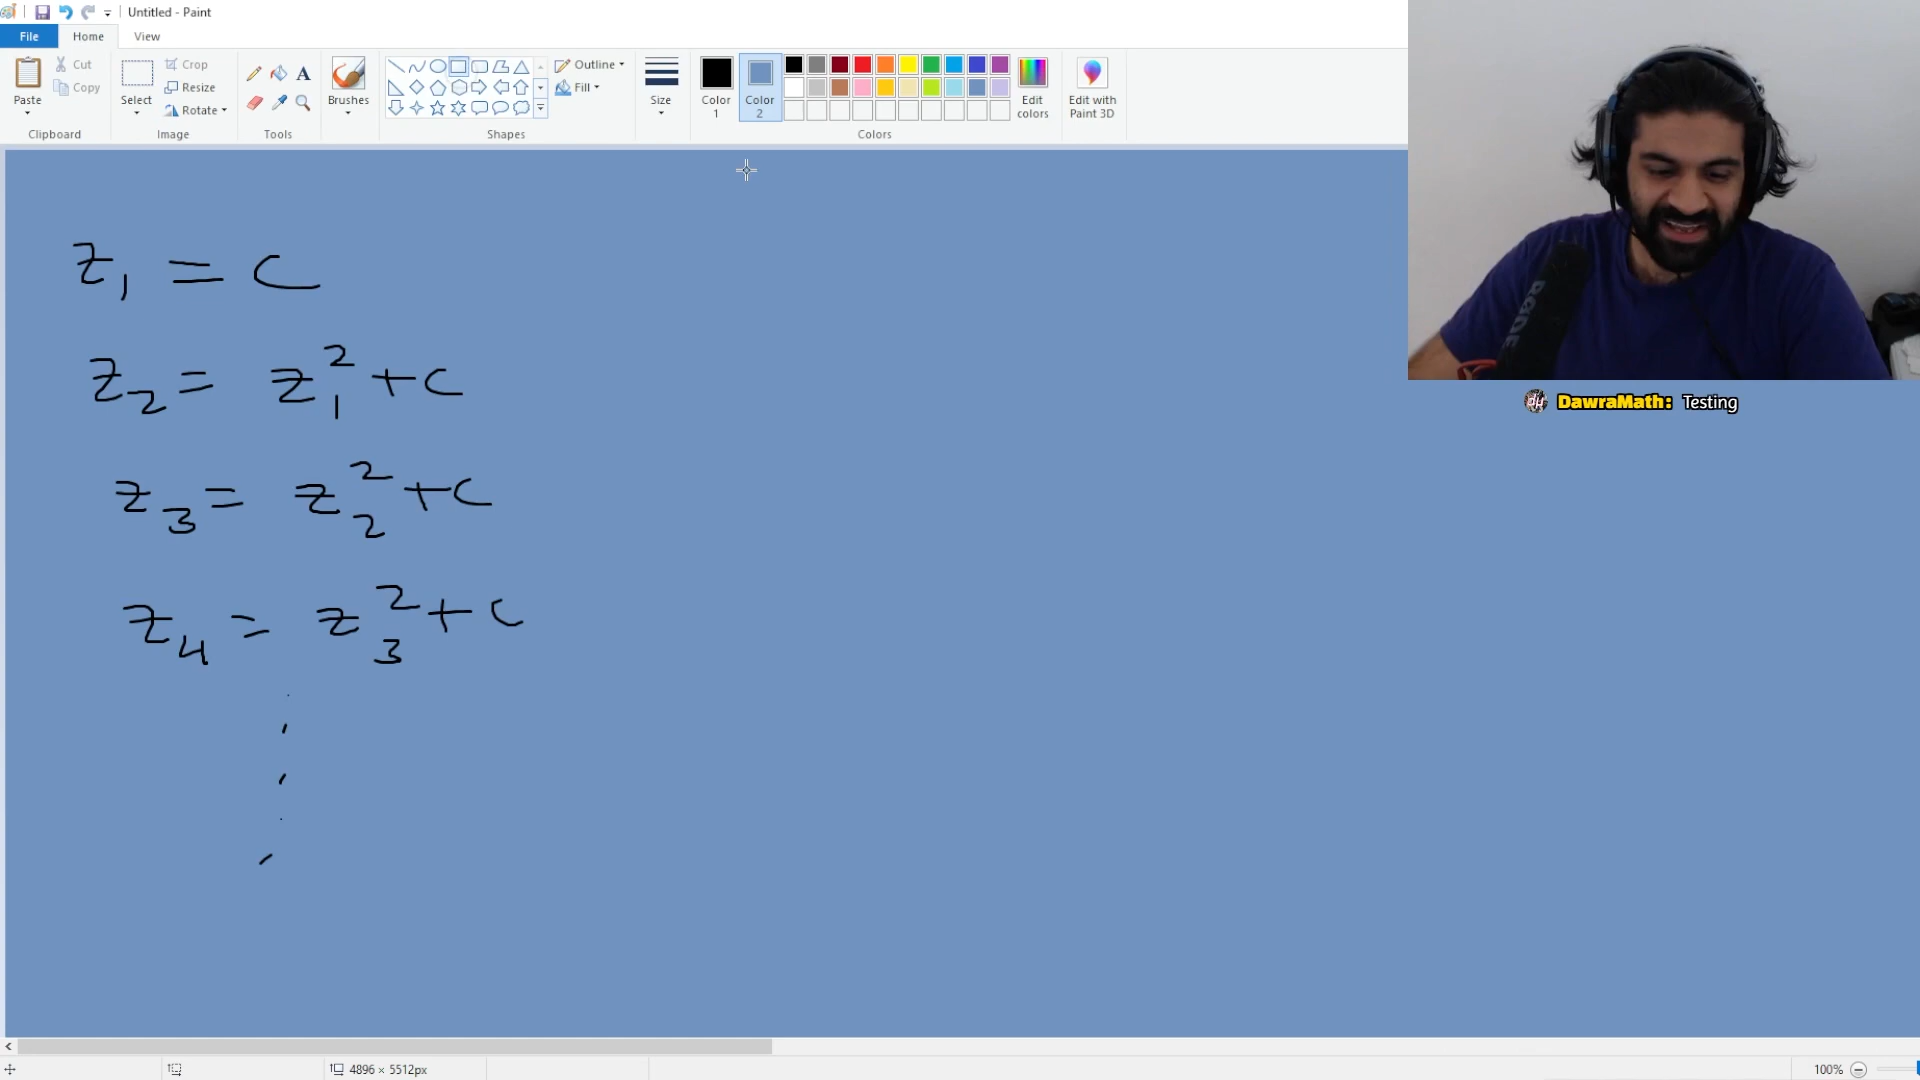 Untitled - Paint
File Home View
Paste
Cut
Copy
Clipboard
Select
Crop
Resize
Rotate
Image
Tools
Brushes
Shapes
Outline
Fill
Size
Color 1
Color 2
Colors
Edit colors
Edit with Paint 3D
z₁ = c
z₂ = z₁² + c
z₃ = z₂² + c
z₄ = z₃² + c
RODE
DawraMath: Testing
4896 × 5512px
100%